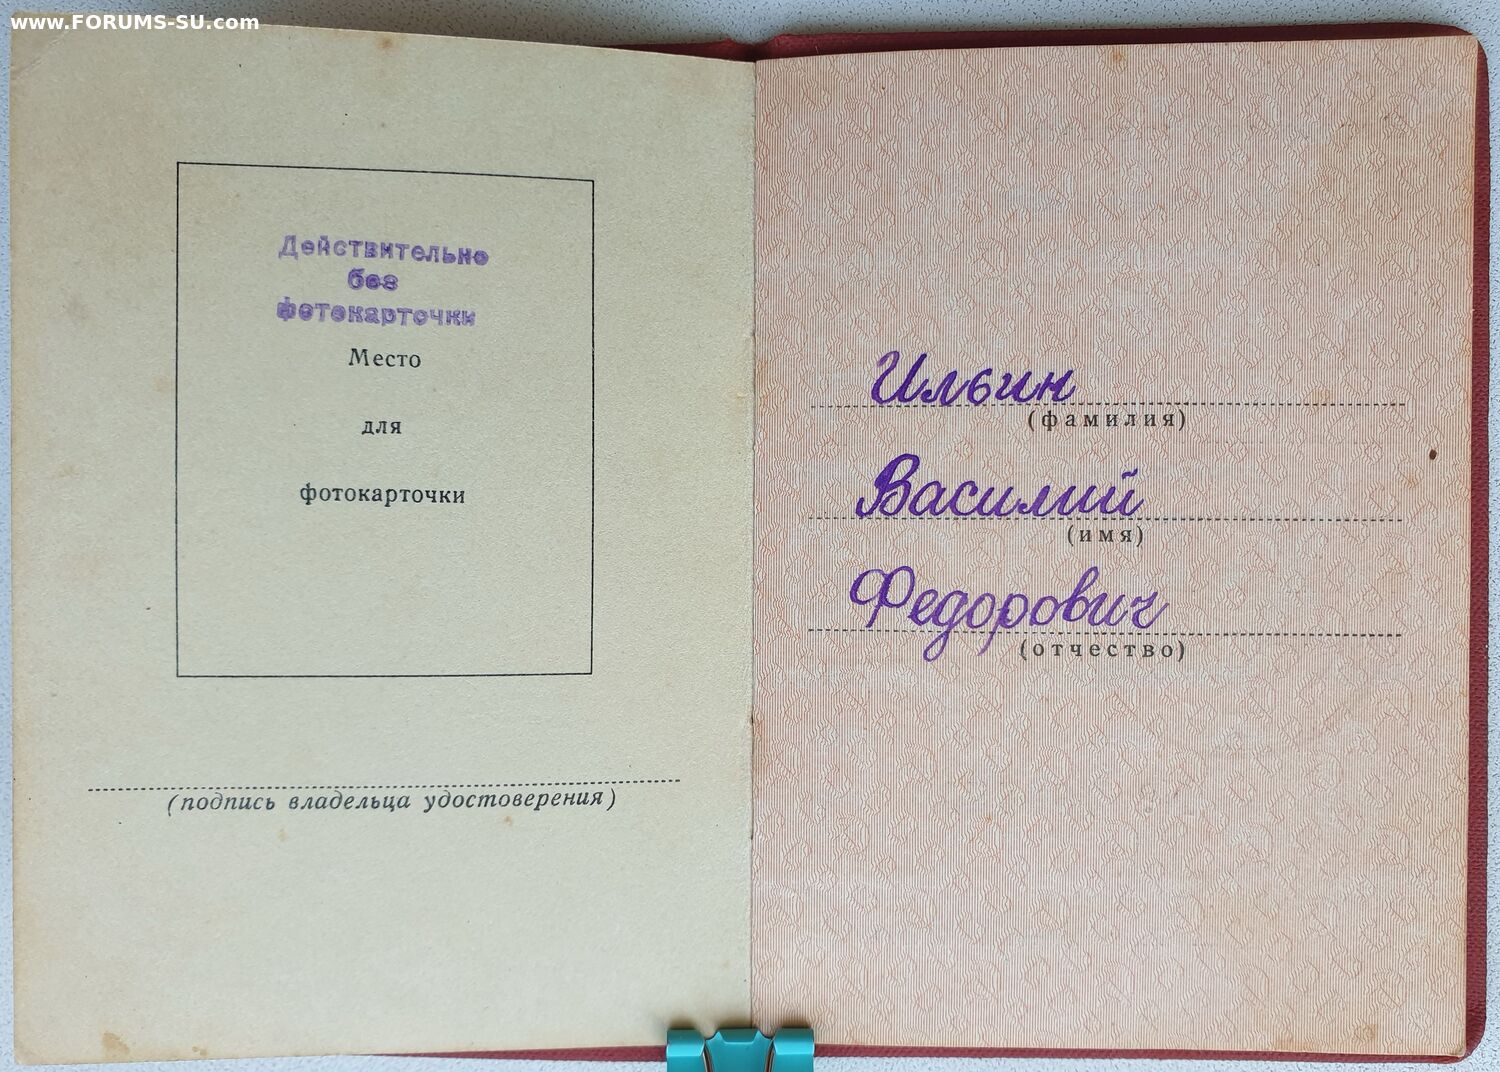 www.FORUMS-SU.com
Действительно
без
фотокарточки
Место
для
фотокарточки
(подпись владельца удостоверения)
Ильин
(фамилия)
Василий
(имя)
Федорович
(отчество)